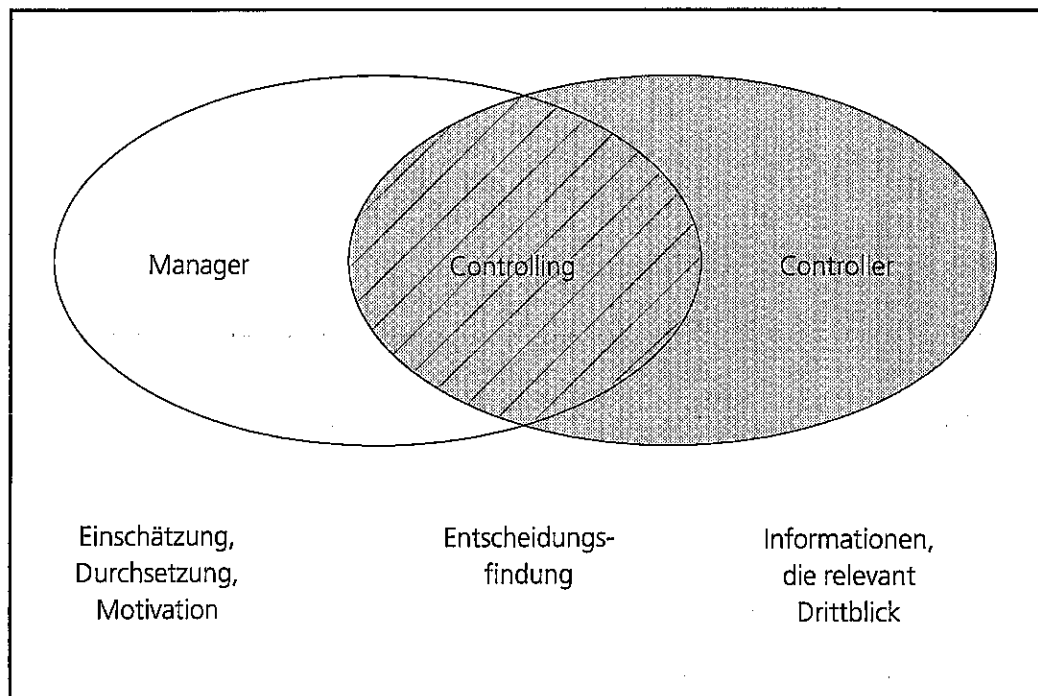 Manager
Controlling
Controller
Einschätzung,
Durchsetzung,
Motivation
Entscheidungs-
findung
Informationen,
die relevant
Drittblick